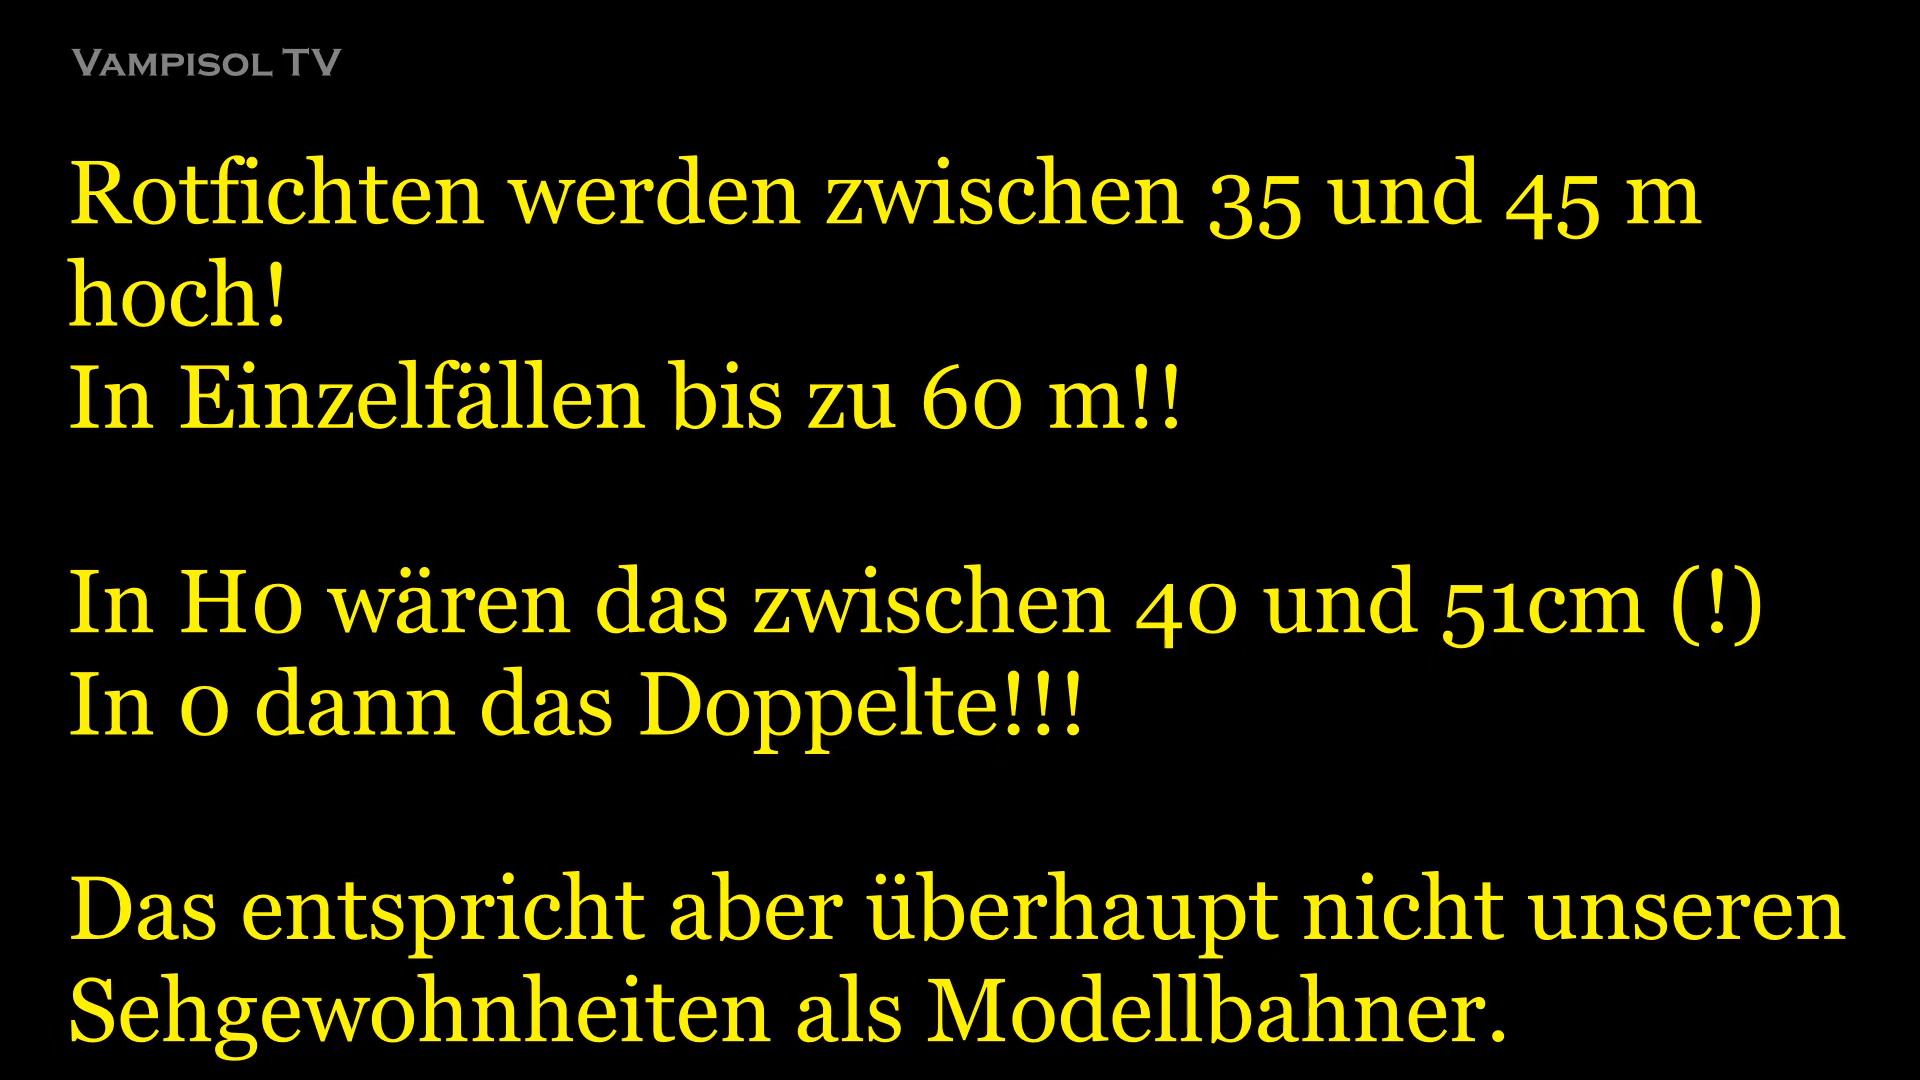 Vampisol TV
Rotfichten werden zwischen 35 und 45 m
hoch!
In Einzelfällen bis zu 60 m!!
In H0 wären das zwischen 40 und 51cm (!)
In 0 dann das Doppelte!!!
Das entspricht aber überhaupt nicht unseren
Sehgewohnheiten als Modellbahner.